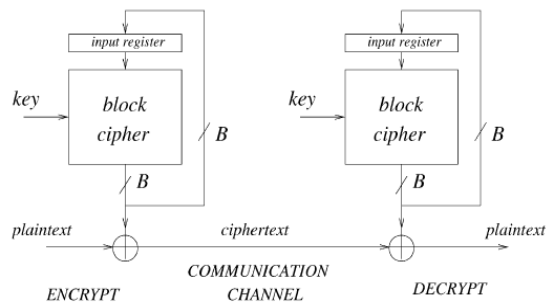 input register
input register
key
block
cipher
B
key
block
cipher
B
B
B
plaintext
ciphertext
plaintext
ENCRYPT
COMMUNICATION
CHANNEL
DECRYPT